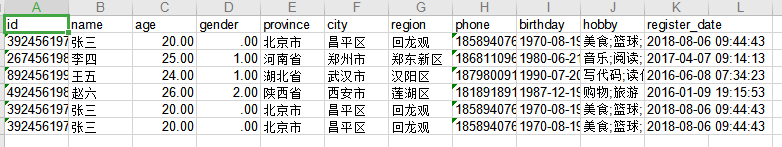 A B C D E F G H I J K L
id name age gender province city region phone birthday hobby register_date
392456197 张三 20.00 .00 北京市 昌平区 回龙观 185894076 1970-08-19 美食;篮球; 2018-08-06 09:44:43
267456198 李四 25.00 1.00 河南省 郑州市 郑东新区 186811096 1980-06-21 音乐;阅读; 2017-04-07 09:14:13
892456199 王五 24.00 1.00 湖北省 武汉市 汉阳区 187980091 1990-07-20 写代码;读 2016-06-08 07:34:23
492456198 赵六 26.00 2.00 陕西省 西安市 莲湖区 181891891 1987-12-19 购物;旅游 2016-01-09 19:15:53
392456197 张三 20.00 .00 北京市 昌平区 回龙观 185894076 1970-08-19 美食;篮球; 2018-08-06 09:44:43
392456197 张三 20.00 .00 北京市 昌平区 回龙观 185894076 1970-08-19 美食;篮球; 2018-08-06 09:44:43